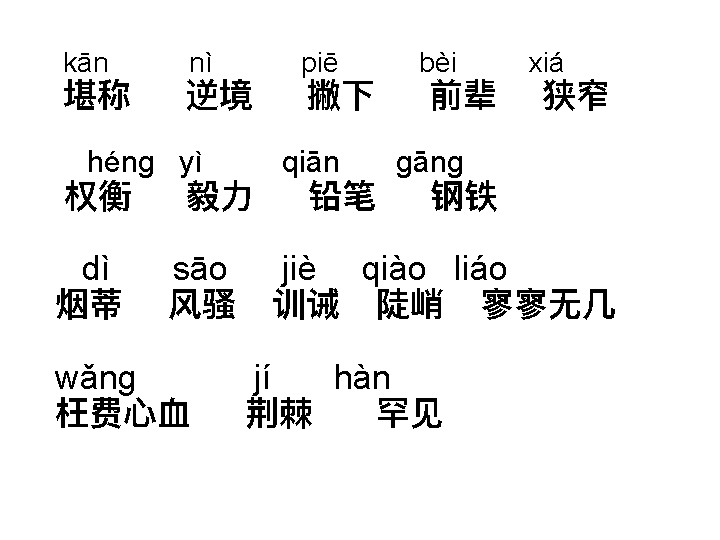 kān nì piē bèi xiá
堪称 逆境 撇下 前辈 狭窄
héng yì qiān gāng
权衡 毅力 铅笔 钢铁
dì sāo jiè qiào liáo
烟蒂 风骚 训诫 陡峭 寥寥无几
wǎng jí hàn
枉费心血 荆棘 罕见